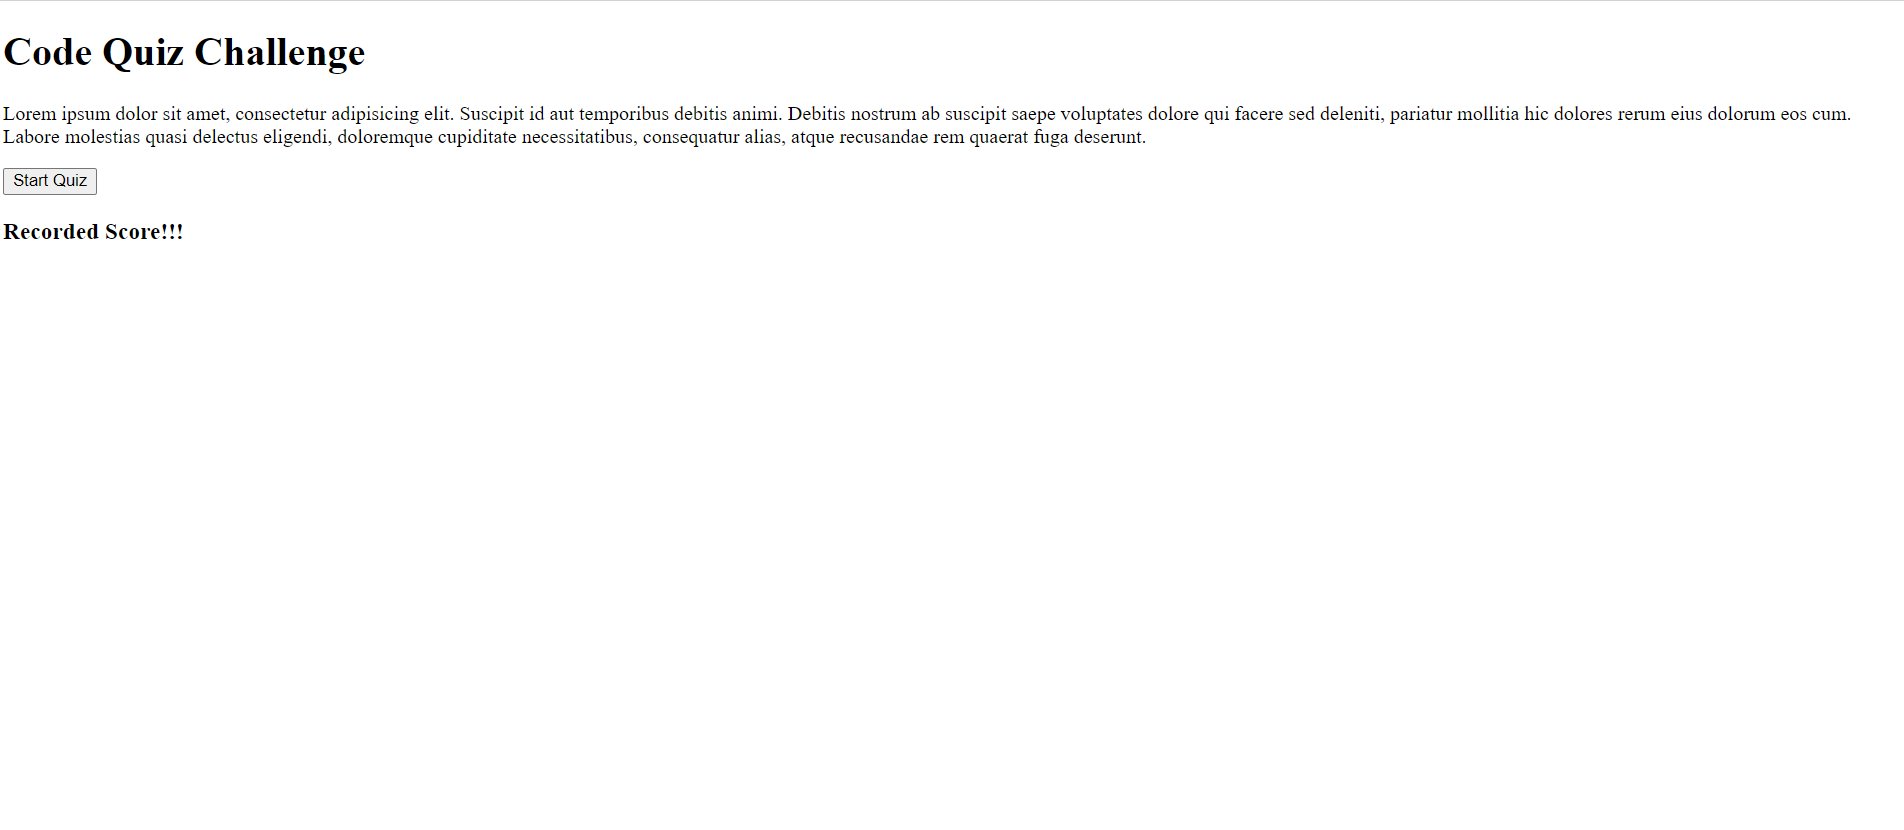 Code Quiz Challenge
Lorem ipsum dolor sit amet, consectetur adipisicing elit. Suscipit id aut temporibus debitis animi. Debitis nostrum ab suscipit saepe voluptates dolore qui facere sed deleniti, pariatur mollitia hic dolores rerum eius dolorum eos cum.
Labore molestias quasi delectus eligendi, doloremque cupiditate necessitatibus, consequatur alias, atque recusandae rem quaerat fuga deserunt.
Start Quiz
Recorded Score!!!